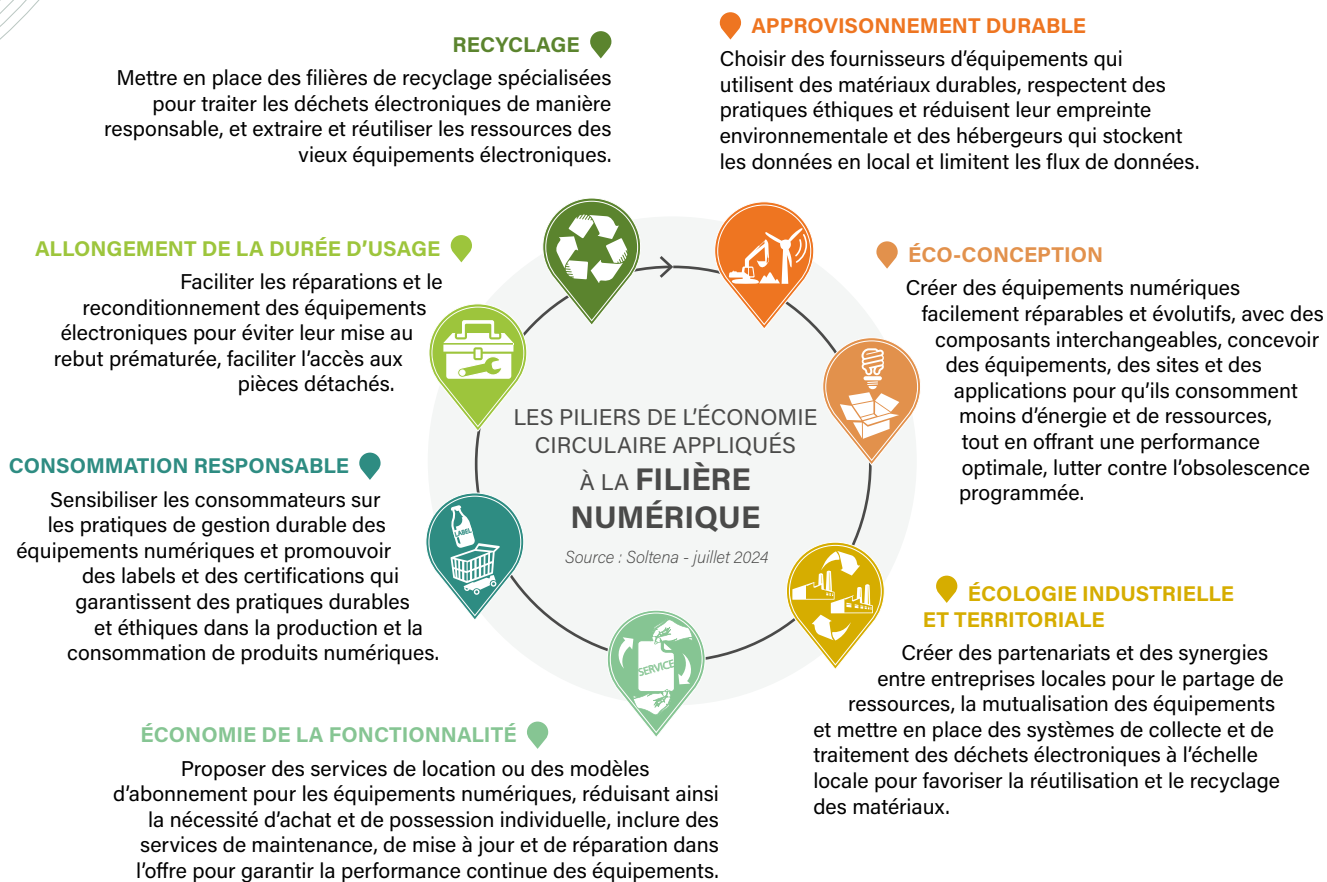 RECYCLAGE
Mettre en place des filières de recyclage spécialisées
pour traiter les déchets électroniques de manière
responsable, et extraire et réutiliser les ressources des
vieux équipements électroniques.
APPROVISONNEMENT DURABLE
Choisir des fournisseurs d’équipements qui
utilisent des matériaux durables, respectent des
pratiques éthiques et réduisent leur empreinte
environnementale et des hébergeurs qui stockent
les données en local et limitent les flux de données.
ALLONGEMENT DE LA DURÉE D’USAGE
Faciliter les réparations et le
reconditionnement des équipements
électroniques pour éviter leur mise au
rebut prématurée, faciliter l’accès aux
pièces détachés.
ÉCO-CONCEPTION
Créer des équipements numériques
facilement réparables et évolutifs, avec des
composants interchangeables, concevoir
des équipements, des sites et des
applications pour qu’ils consomment
moins d’énergie et de ressources,
tout en offrant une performance
optimale, lutter contre l’obsolescence
programmée.
LES PILIERS DE L’ÉCONOMIE
CIRCULAIRE APPLIQUÉS
À LA FILIÈRE
NUMÉRIQUE
Source : Soltena - juillet 2024
CONSOMMATION RESPONSABLE
Sensibiliser les consommateurs sur
les pratiques de gestion durable des
équipements numériques et promouvoir
des labels et des certifications qui
garantissent des pratiques durables
et éthiques dans la production et la
consommation de produits numériques.
LABEL
ÉCOLOGIE INDUSTRIELLE
ET TERRITORIALE
Créer des partenariats et des synergies
entre entreprises locales pour le partage de
ressources, la mutualisation des équipements
et mettre en place des systèmes de collecte et de
traitement des déchets électroniques à l’échelle
locale pour favoriser la réutilisation et le recyclage
des matériaux.
SERVICE
ÉCONOMIE DE LA FONCTIONNALITÉ
Proposer des services de location ou des modèles
d’abonnement pour les équipements numériques, réduisant ainsi
la nécessité d’achat et de possession individuelle, inclure des
services de maintenance, de mise à jour et de réparation dans
l’offre pour garantir la performance continue des équipements.